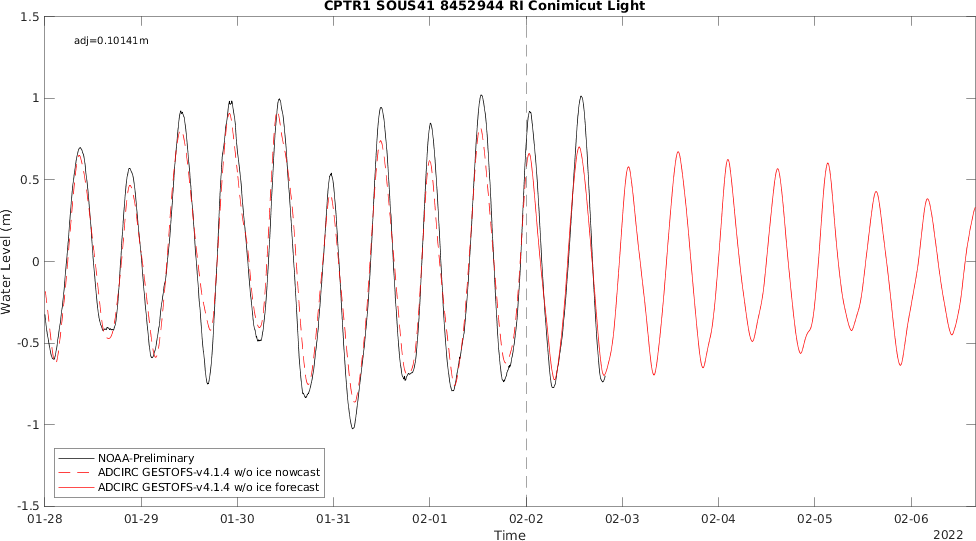 CPTR1 SOUS41 8452944 RI Conimicut Light
1.5
adj=0.10141m
1
0.5
0
-0.5
-1
-1.5
Water Level (m)
NOAA-Preliminary
ADCIRC GESTOFS-v4.1.4 w/o ice nowcast
ADCIRC GESTOFS-v4.1.4 w/o ice forecast
01-28 01-29 01-30 01-31 02-01 02-02 02-03 02-04 02-05 02-06
Time
2022